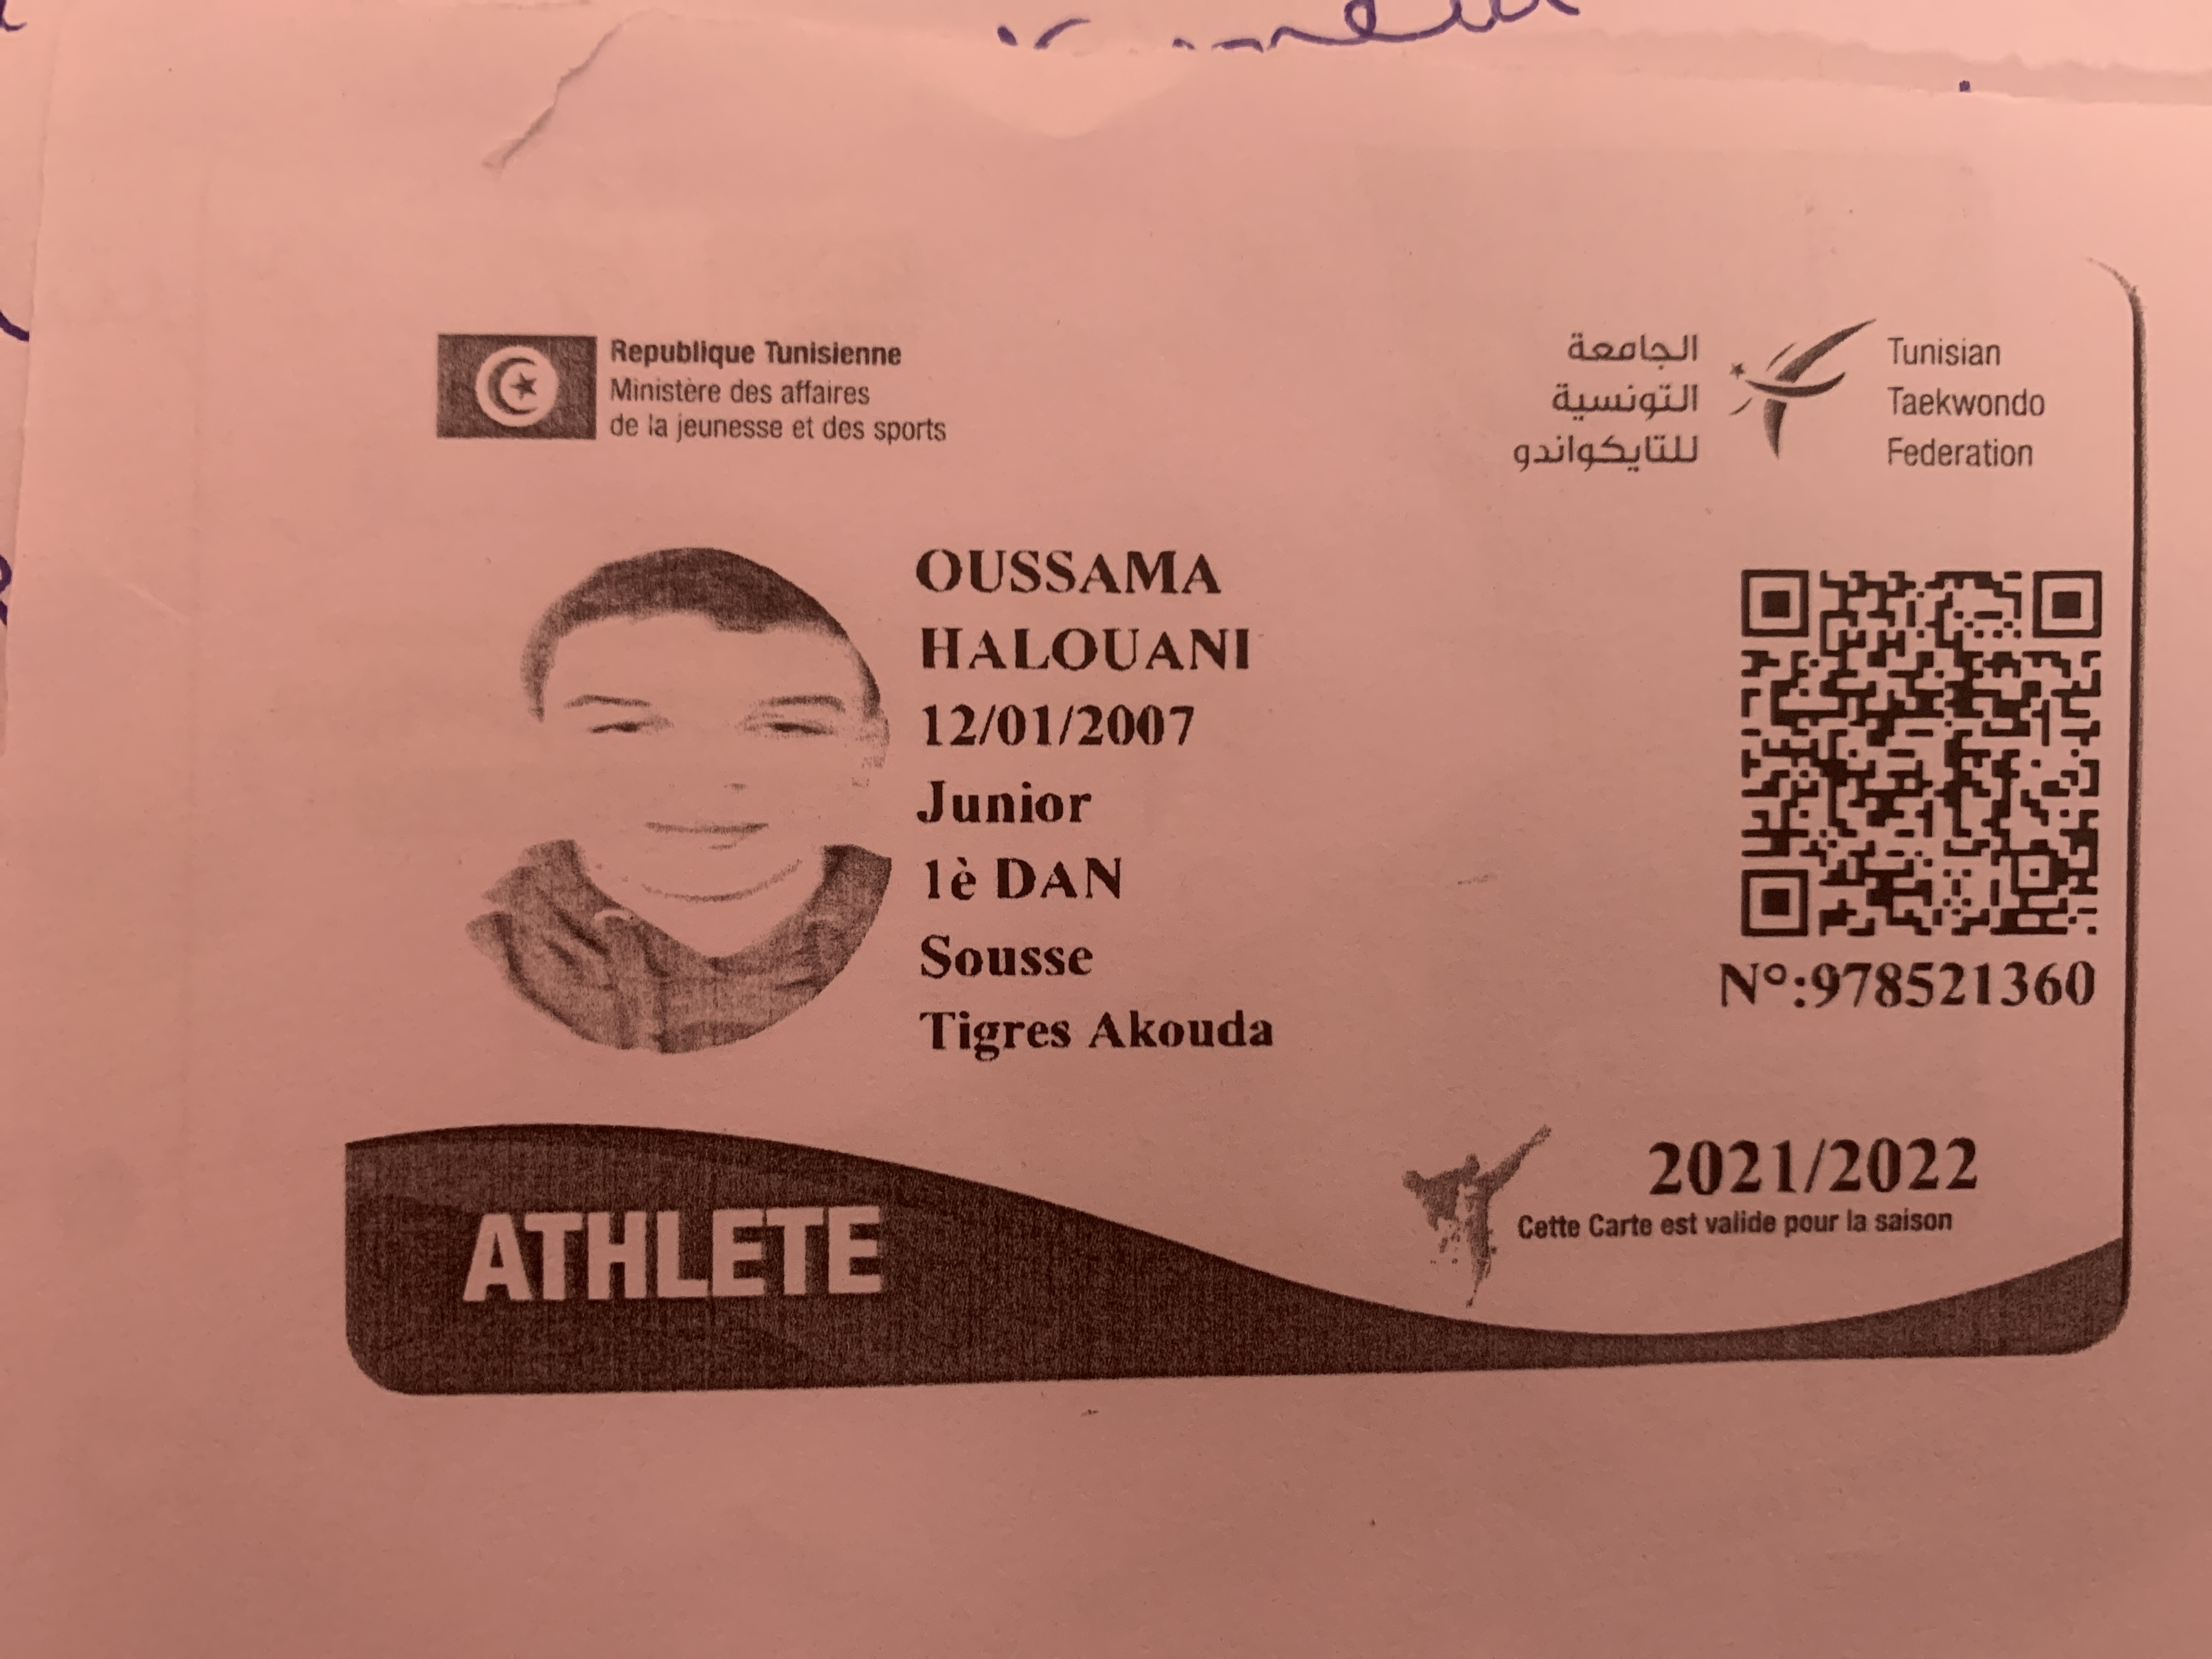 Republique Tunisienne
Ministère des affaires
de la jeunesse et des sports
الجامعة
التونسية
للتايكواندو
Tunisian
Taekwondo
Federation
OUSSAMA
HALOUANI
12/01/2007
Junior
1è DAN
Sousse
Tigres Akouda
N°:978521360
2021/2022
Cette Carte est valide pour la saison
ATHLETE